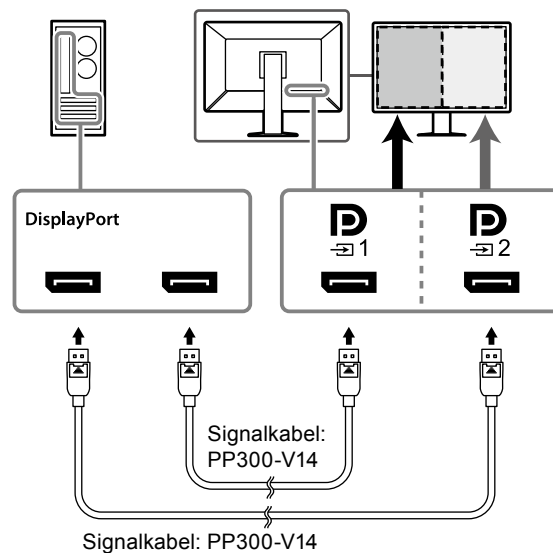 DisplayPort
1
2
Signalkabel:
PP300-V14
Signalkabel: PP300-V14